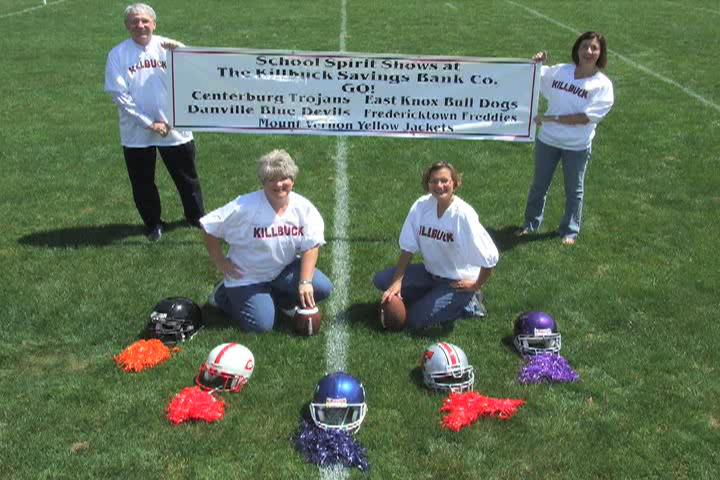 School Spirit Shows at
The Killbuck Savings Bank Co.
GO!
Centerburg Trojans East Knox Bull Dogs
Danville Blue Devils Fredericktown Freddies
Mount Vernon Yellow Jackets
KILLBUCK
KILLBUCK
KILLBUCK
KILLBUCK
C